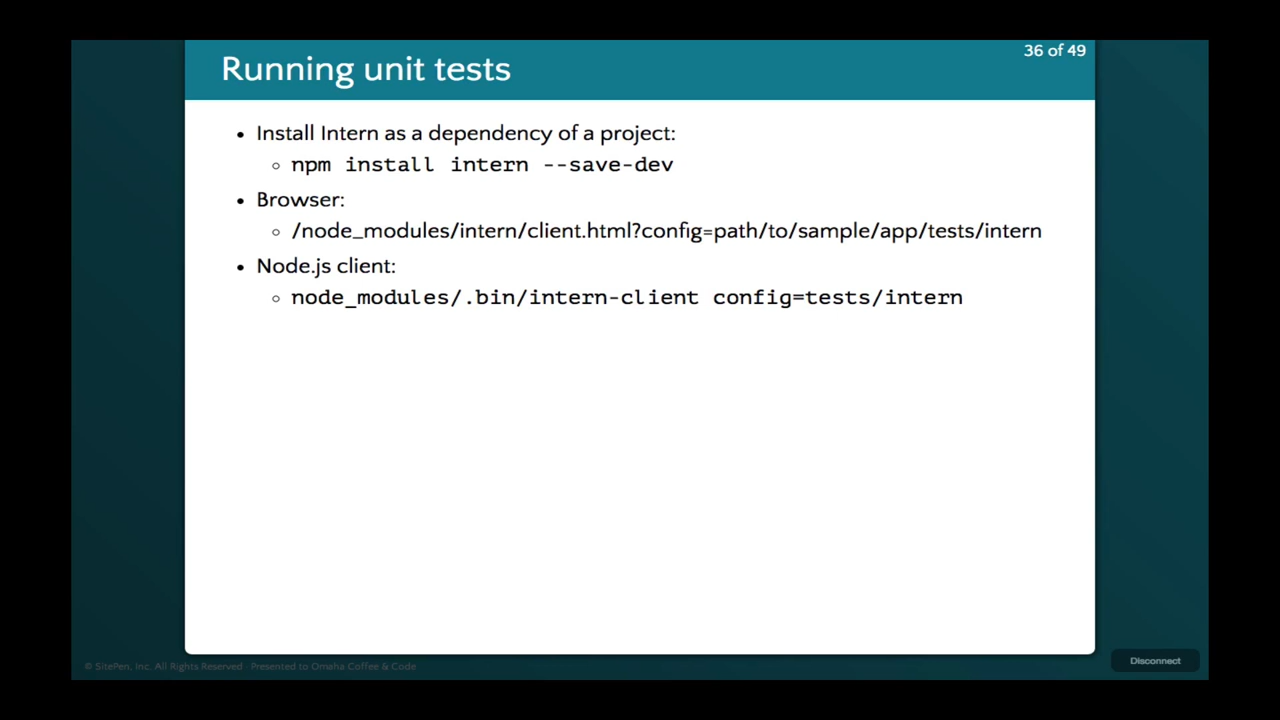 36 of 49
Running unit tests
• Install Intern as a dependency of a project:
◦ npm install intern --save-dev
• Browser:
◦ /node_modules/intern/client.html?config=path/to/sample/app/tests/intern
• Node.js client:
◦ node_modules/.bin/intern-client config=tests/intern
© SitePen, Inc. All Rights Reserved · Presented to Omaha Coffee & Code
Disconnect